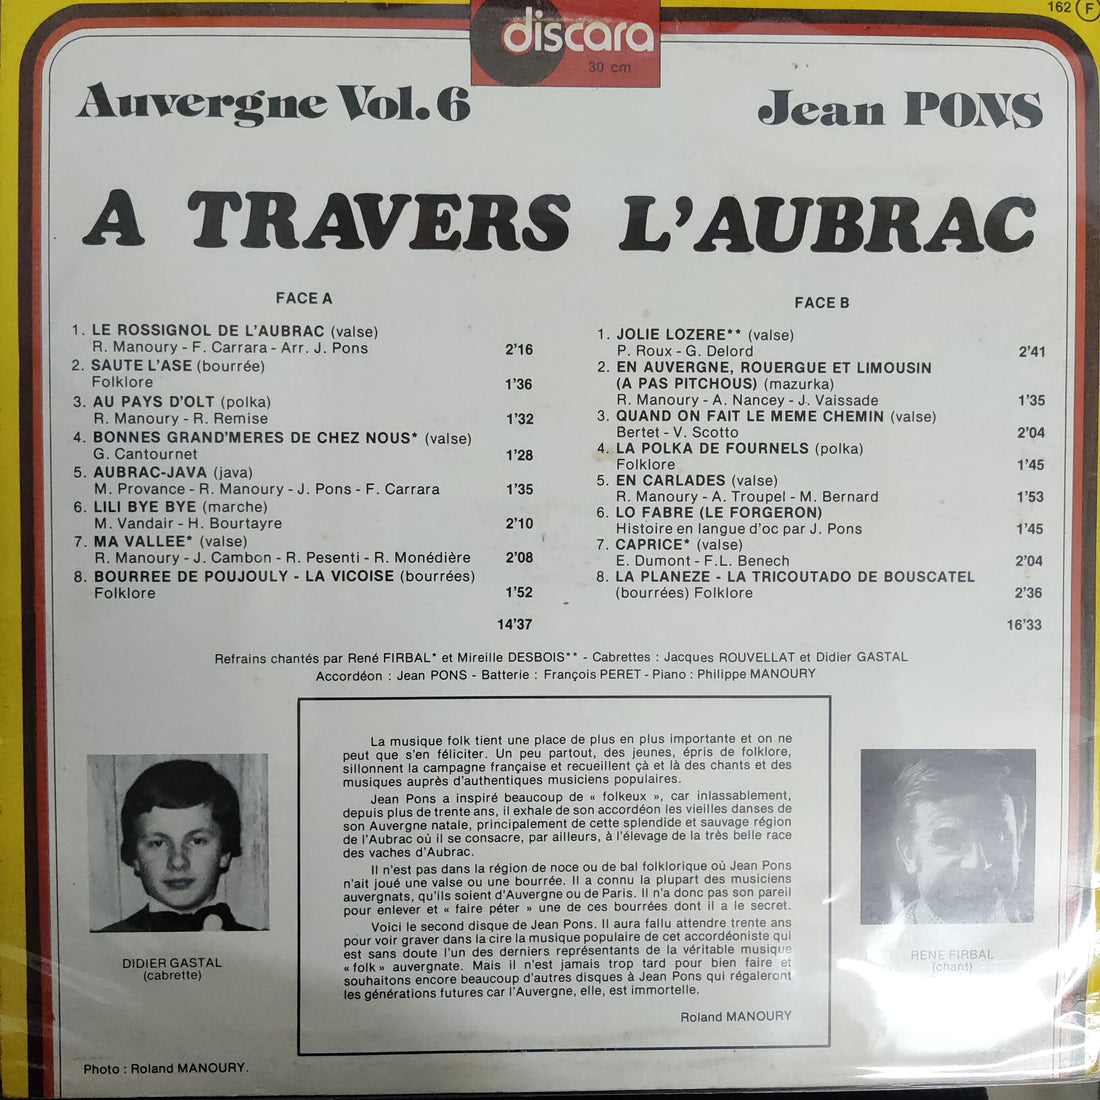 162 F
discara
30 cm
Auvergne Vol. 6
Jean PONS
A TRAVERS L'AUBRAC
FACE A
1. LE ROSSIGNOL DE L'AUBRAC (valse)
R. Manoury - F. Carrara - Arr. J. Pons 2'16
2. SAUTE L'ASE (bourrée)
Folklore 1'36
3. AU PAYS D'OLT (polka)
R. Manoury - R. Remise 1'32
4. BONNES GRAND'MERES DE CHEZ NOUS* (valse)
G. Cantournet 1'28
5. AUBRAC-JAVA (java)
M. Provance - R. Manoury - J. Pons - F. Carrara 1'35
6. LILI BYE BYE (marche)
M. Vandair - H. Bourtayre 2'10
7. MA VALLEE* (valse)
R. Manoury - J. Cambon - R. Pesenti - R. Monédière 2'08
8. BOURREE DE POUJOULY - LA VICOISE (bourrées)
Folklore 1'52
14'37
FACE B
1. JOLIE LOZERE** (valse)
P. Roux - G. Delord 2'41
2. EN AUVERGNE, ROUERGUE ET LIMOUSIN
(A PAS PITCHOUS) (mazurka)
R. Manoury - A. Nancey - J. Vaissade 1'35
3. QUAND ON FAIT LE MEME CHEMIN (valse)
Bertet - V. Scotto 2'04
4. LA POLKA DE FOURNELS (polka)
Folklore 1'45
5. EN CARLADES (valse)
R. Manoury - A. Troupel - M. Bernard 1'53
6. LO FABRE (LE FORGERON)
Histoire en langue d'oc par J. Pons 1'45
7. CAPRICE* (valse)
E. Dumont - F.L. Benech 2'04
8. LA PLANEZE - LA TRICOUTADO DE BOUSCATEL
(bourrées) Folklore 2'36
16'33
Refrains chantés par René FIRBAL* et Mireille DESBOIS** - Cabrettes : Jacques ROUVELLAT et Didier GASTAL
Accordéon : Jean PONS - Batterie : François PERET - Piano : Philippe MANOURY
La musique folk tient une place de plus en plus importante et on ne
peut que s'en féliciter. Un peu partout, des jeunes, épris de folklore,
sillonnent la campagne française et recueillent çà et là des chants et des
musiques auprès d'authentiques musiciens populaires.
Jean Pons a inspiré beaucoup de « folkeux », car inlassablement,
depuis plus de trente ans, il exhale de son accordéon les vieilles danses de
son Auvergne natale, principalement de cette splendide et sauvage région
de l'Aubrac où il se consacre, par ailleurs, à l'élevage de la très belle race
des vaches d'Aubrac.
Il n'est pas dans la région de noce ou de bal folklorique où Jean Pons
n'ait joué une valse ou une bourrée. Il a connu la plupart des musiciens
auvergnats, qu'ils soient d'Auvergne ou de Paris. Il n'a donc pas son pareil
pour enlever et « faire péter » une de ces bourrées dont il a le secret.
Voici le second disque de Jean Pons. Il aura fallu attendre trente ans
pour voir graver dans la cire la musique populaire de cet accordéoniste qui
est sans doute l'un des derniers représentants de la véritable musique
« folk » auvergnate. Mais il n'est jamais trop tard pour bien faire et
souhaitons encore beaucoup d'autres disques à Jean Pons qui régaleront
les générations futures car l'Auvergne, elle, est immortelle.
Roland MANOURY
DIDIER GASTAL
(cabrette)
RENE FIRBAL
(chant)
Photo : Roland MANOURY.